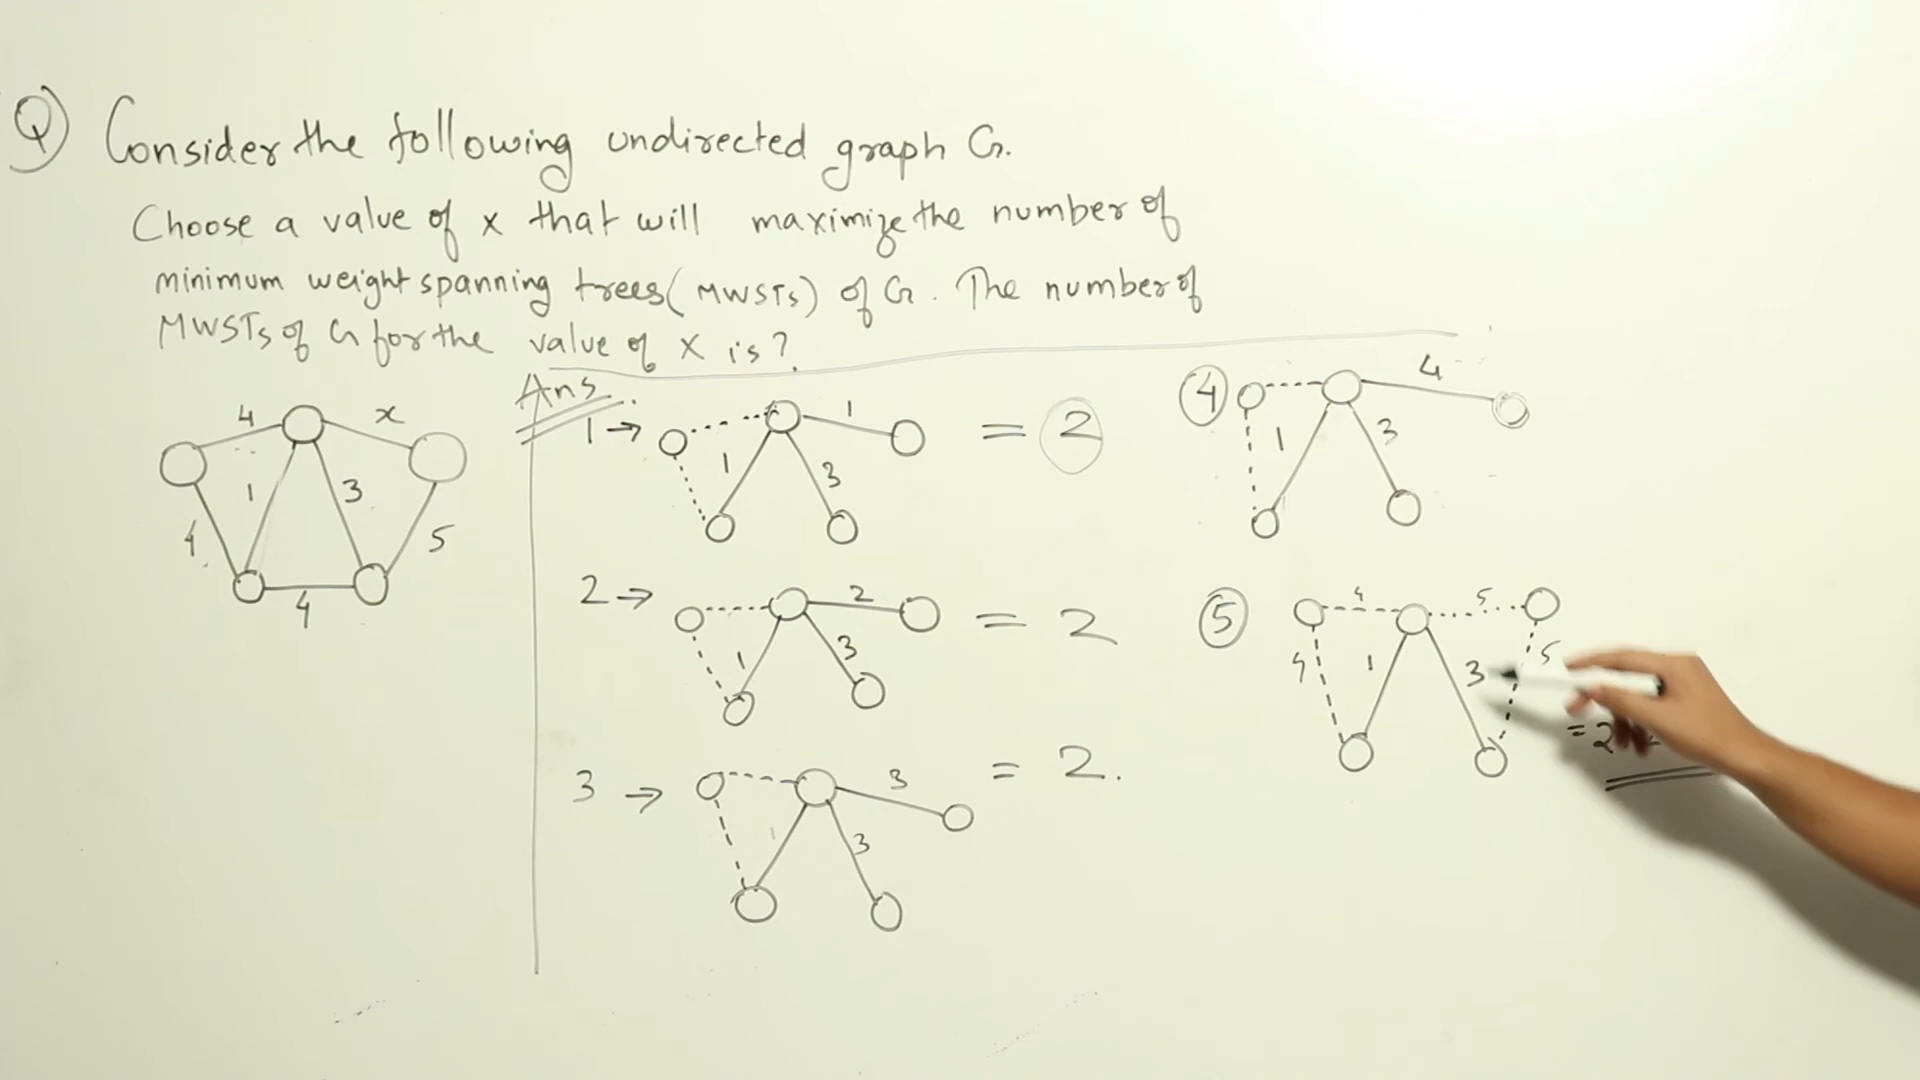 Q) Consider the following undirected graph G.
Choose a value of x that will maximize the number of
minimum weight spanning trees (MWSTs) of G. The number of
MWSTs of G for the value of x is?
Ans
4 x
1 3
4 5
4
1 → 1 = 2
1 3
2 → 2 = 2
1 3
3 → 3 = 2.
1 3
4 4
1 3
5 4 5
4 1 3 5
= 2